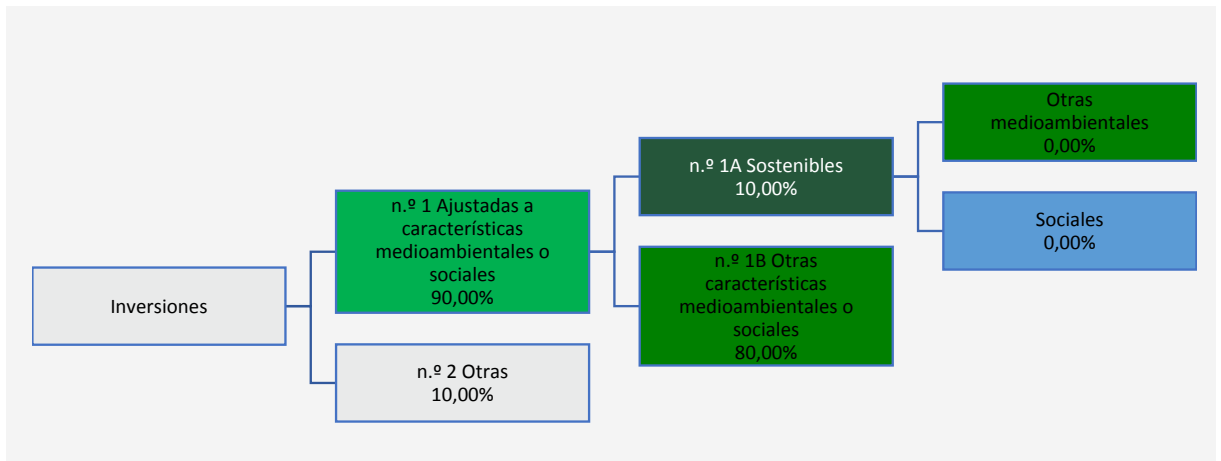 Inversiones
n.º 1 Ajustadas a
características
medioambientales o
sociales
90,00%
n.º 2 Otras
10,00%
n.º 1A Sostenibles
10,00%
n.º 1B Otras
características
medioambientales o
sociales
80,00%
Otras
medioambientales
0,00%
Sociales
0,00%